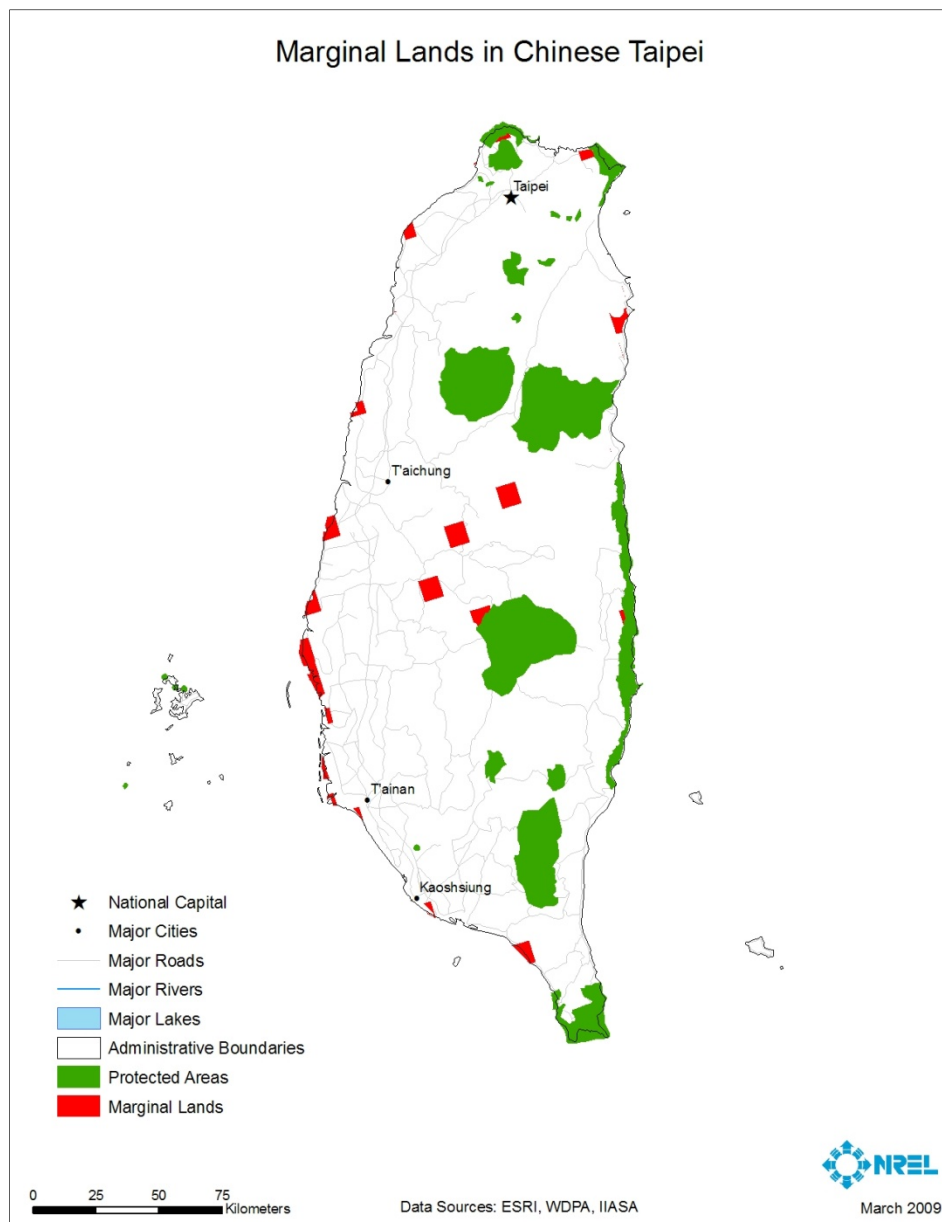 Marginal Lands in Chinese Taipei
Taipei
T'aichung
T'ainan
Kaoshsiung
National Capital
Major Cities
Major Roads
Major Rivers
Major Lakes
Administrative Boundaries
Protected Areas
Marginal Lands
NREL
0 25 50 75
Kilometers
Data Sources: ESRI, WDPA, IIASA
March 2009